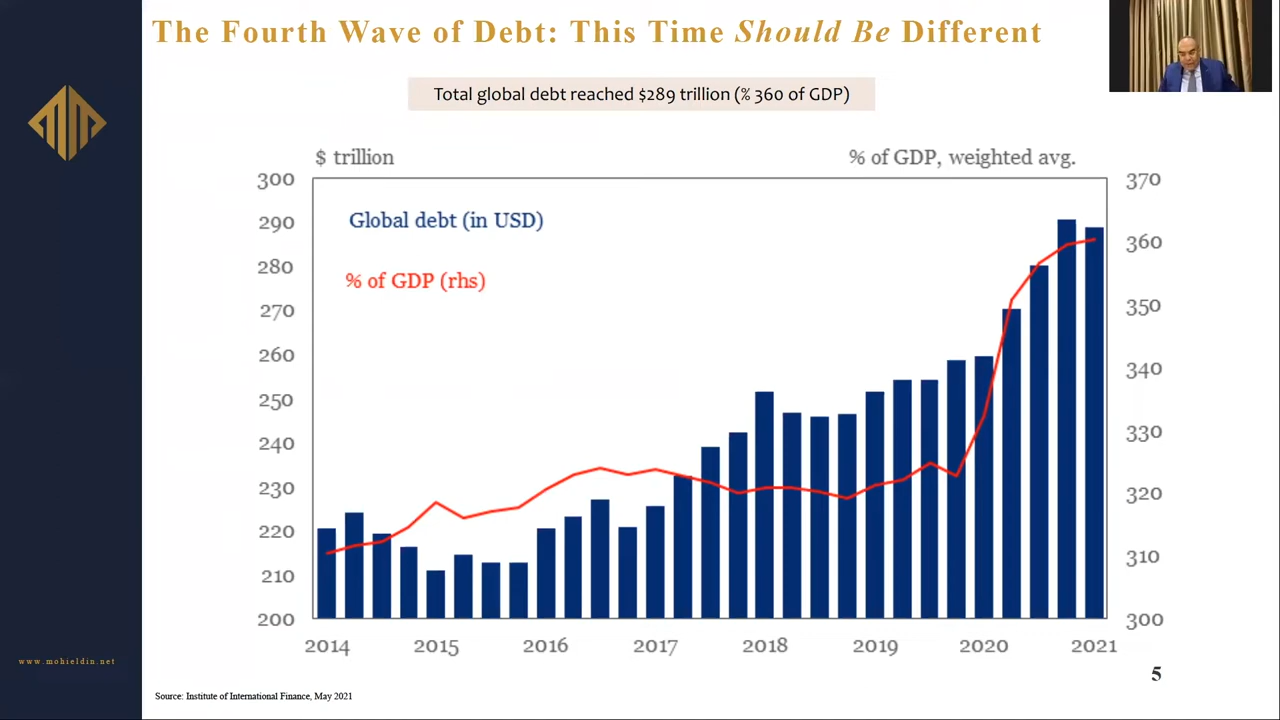 The Fourth Wave of Debt: This Time Should Be Different
Total global debt reached $289 trillion (% 360 of GDP)
$ trillion
% of GDP, weighted avg.
300
290
280
270
260
250
240
230
220
210
200
Global debt (in USD)
% of GDP (rhs)
370
360
350
340
330
320
310
300
2014 2015 2016 2017 2018 2019 2020 2021
www.mohieldin.net
5
Source: Institute of International Finance, May 2021